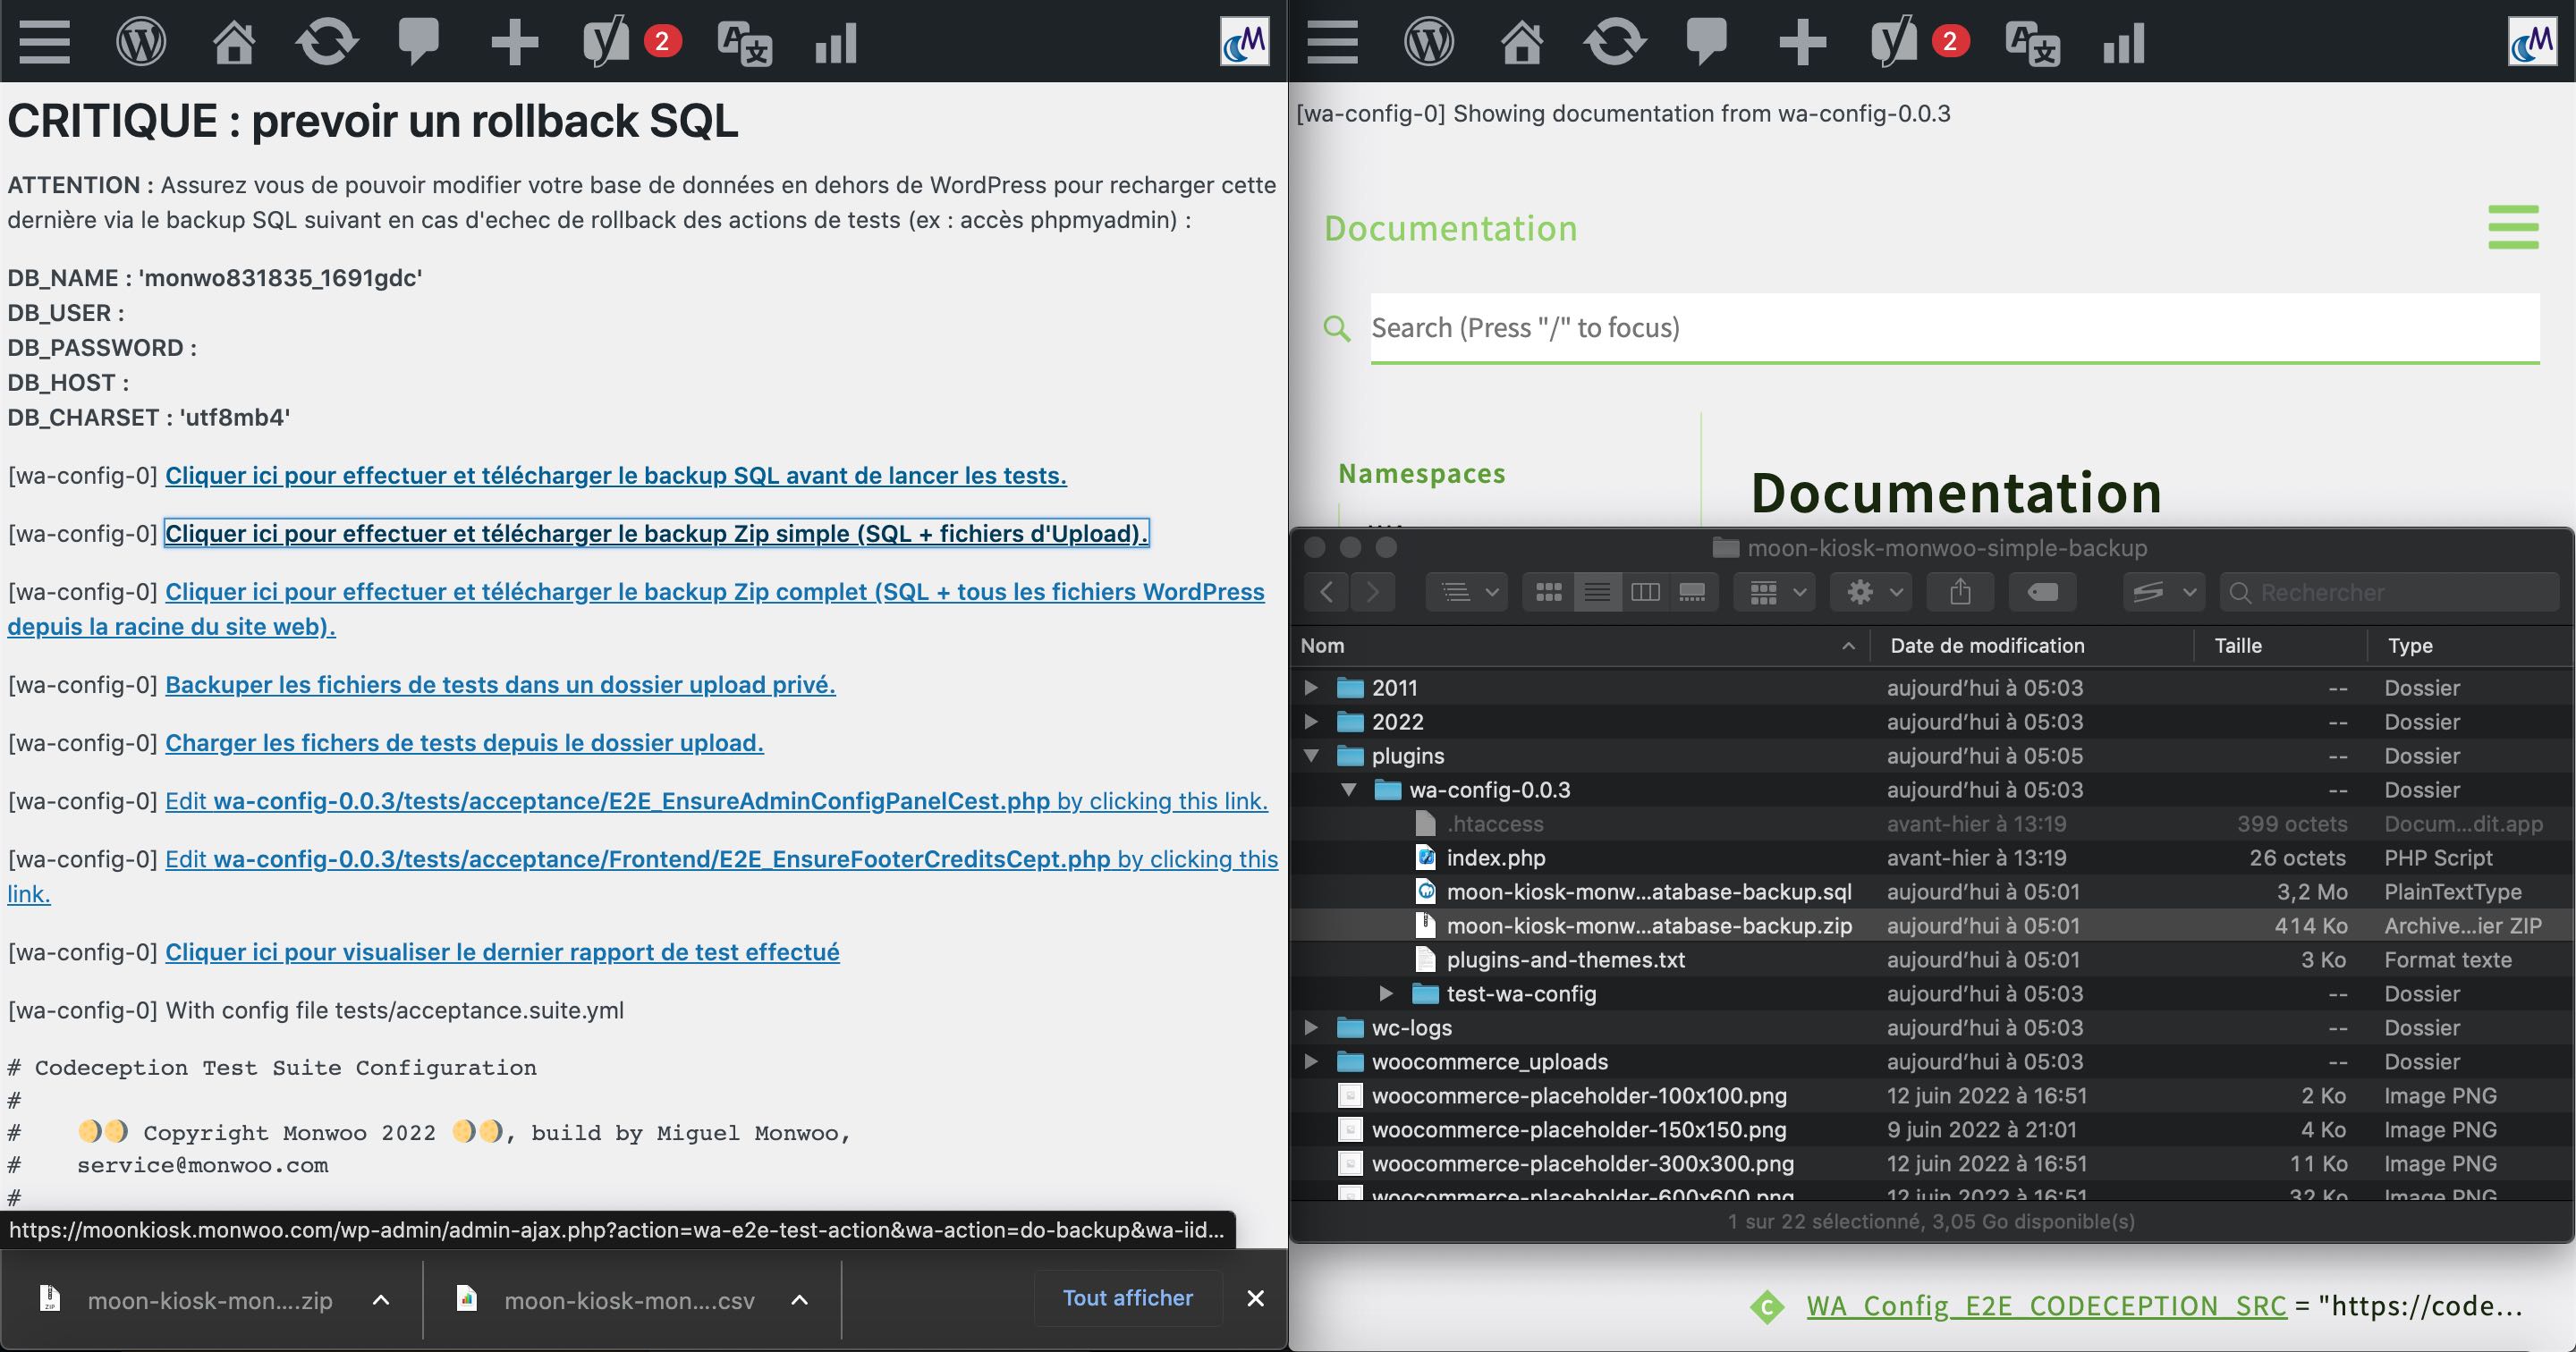 2
CRITIQUE : prevoir un rollback SQL
ATTENTION : Assurez vous de pouvoir modifier votre base de données en dehors de WordPress pour recharger cette
dernière via le backup SQL suivant en cas d'echec de rollback des actions de tests (ex : accès phpmyadmin) :
DB_NAME : 'monwo831835_1691gdc'
DB_USER :
DB_PASSWORD :
DB_HOST :
DB_CHARSET : 'utf8mb4'
[wa-config-0] Cliquer ici pour effectuer et télécharger le backup SQL avant de lancer les tests.
[wa-config-0] Cliquer ici pour effectuer et télécharger le backup Zip simple (SQL + fichiers d'Upload).
[wa-config-0] Cliquer ici pour effectuer et télécharger le backup Zip complet (SQL + tous les fichiers WordPress
depuis la racine du site web).
[wa-config-0] Backuper les fichiers de tests dans un dossier upload privé.
[wa-config-0] Charger les fichers de tests depuis le dossier upload.
[wa-config-0] Edit wa-config-0.0.3/tests/acceptance/E2E_EnsureAdminConfigPanelCest.php by clicking this link.
[wa-config-0] Edit wa-config-0.0.3/tests/acceptance/Frontend/E2E_EnsureFooterCreditsCept.php by clicking this
link.
[wa-config-0] Cliquer ici pour visualiser le dernier rapport de test effectué
[wa-config-0] With config file tests/acceptance.suite.yml
# Codeception Test Suite Configuration
#
# 🌖🌖 Copyright Monwoo 2022 🌖🌖, build by Miguel Monwoo,
# service@monwoo.com
#
https://moonkiosk.monwoo.com/wp-admin/admin-ajax.php?action=wa-e2e-test-action&wa-action=do-backup&wa-iid...
moon-kiosk-mon....zip
moon-kiosk-mon....csv
Tout afficher
2
[wa-config-0] Showing documentation from wa-config-0.0.3
Documentation
Search (Press "/" to focus)
Namespaces
Documentation
moon-kiosk-monwoo-simple-backup
Rechercher
Nom Date de modification Taille Type
2011 aujourd'hui à 05:03 -- Dossier
2022 aujourd'hui à 05:03 -- Dossier
plugins aujourd'hui à 05:05 -- Dossier
wa-config-0.0.3 aujourd'hui à 05:03 -- Dossier
.htaccess avant-hier à 13:19 399 octets Docum...dit.app
index.php avant-hier à 13:19 26 octets PHP Script
moon-kiosk-monw...atabase-backup.sql aujourd'hui à 05:01 3,2 Mo PlainTextType
moon-kiosk-monw...atabase-backup.zip aujourd'hui à 05:01 414 Ko Archive...ier ZIP
plugins-and-themes.txt aujourd'hui à 05:01 3 Ko Format texte
test-wa-config aujourd'hui à 05:03 -- Dossier
wc-logs aujourd'hui à 05:03 -- Dossier
woocommerce_uploads aujourd'hui à 05:03 -- Dossier
woocommerce-placeholder-100x100.png 12 juin 2022 à 16:51 2 Ko Image PNG
woocommerce-placeholder-150x150.png 9 juin 2022 à 21:01 4 Ko Image PNG
woocommerce-placeholder-300x300.png 12 juin 2022 à 16:51 11 Ko Image PNG
woocommerce-placeholder-600x600.png 12 juin 2022 à 16:51 32 Ko Image PNG
1 sur 22 sélectionné, 3,05 Go disponible(s)
C WA_Config_E2E_CODECEPTION_SRC = "https://code...